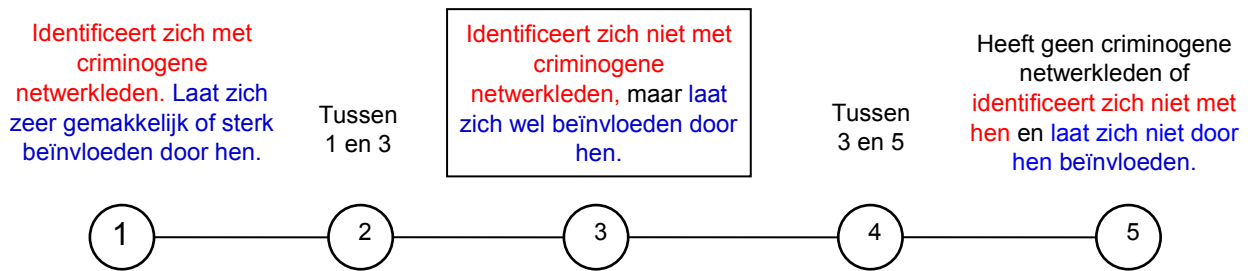 Identificeert zich met
criminogene
netwerkleden. Laat zich
zeer gemakkelijk of sterk
beïnvloeden door hen.
Tussen
1 en 3
Identificeert zich niet met
criminogene
netwerkleden, maar laat
zich wel beïnvloeden door
hen.
Tussen
3 en 5
Heeft geen criminogene
netwerkleden of
identificeert zich niet met
hen en laat zich niet door
hen beïnvloeden.
1
2
3
4
5